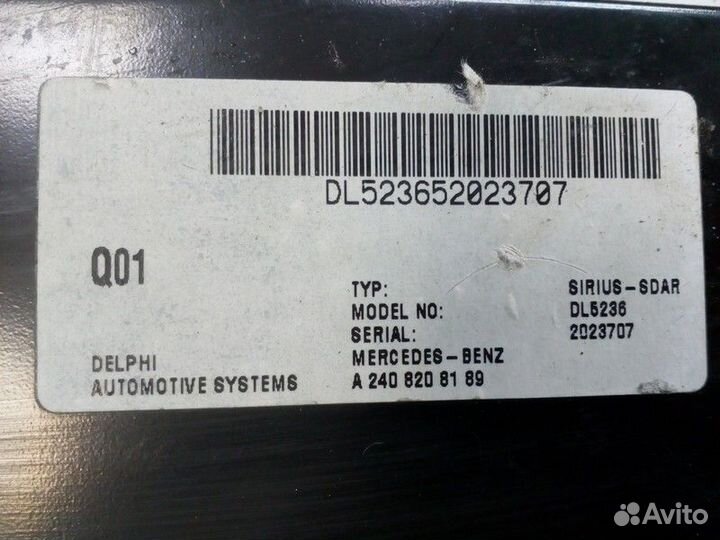 DL523652023707
Q01
TYP: SIRIUS-SDAR
MODEL NO: DL5236
SERIAL: 2023707
DELPHI MERCEDES-BENZ
AUTOMOTIVE SYSTEMS A 240 820 81 89
Avito